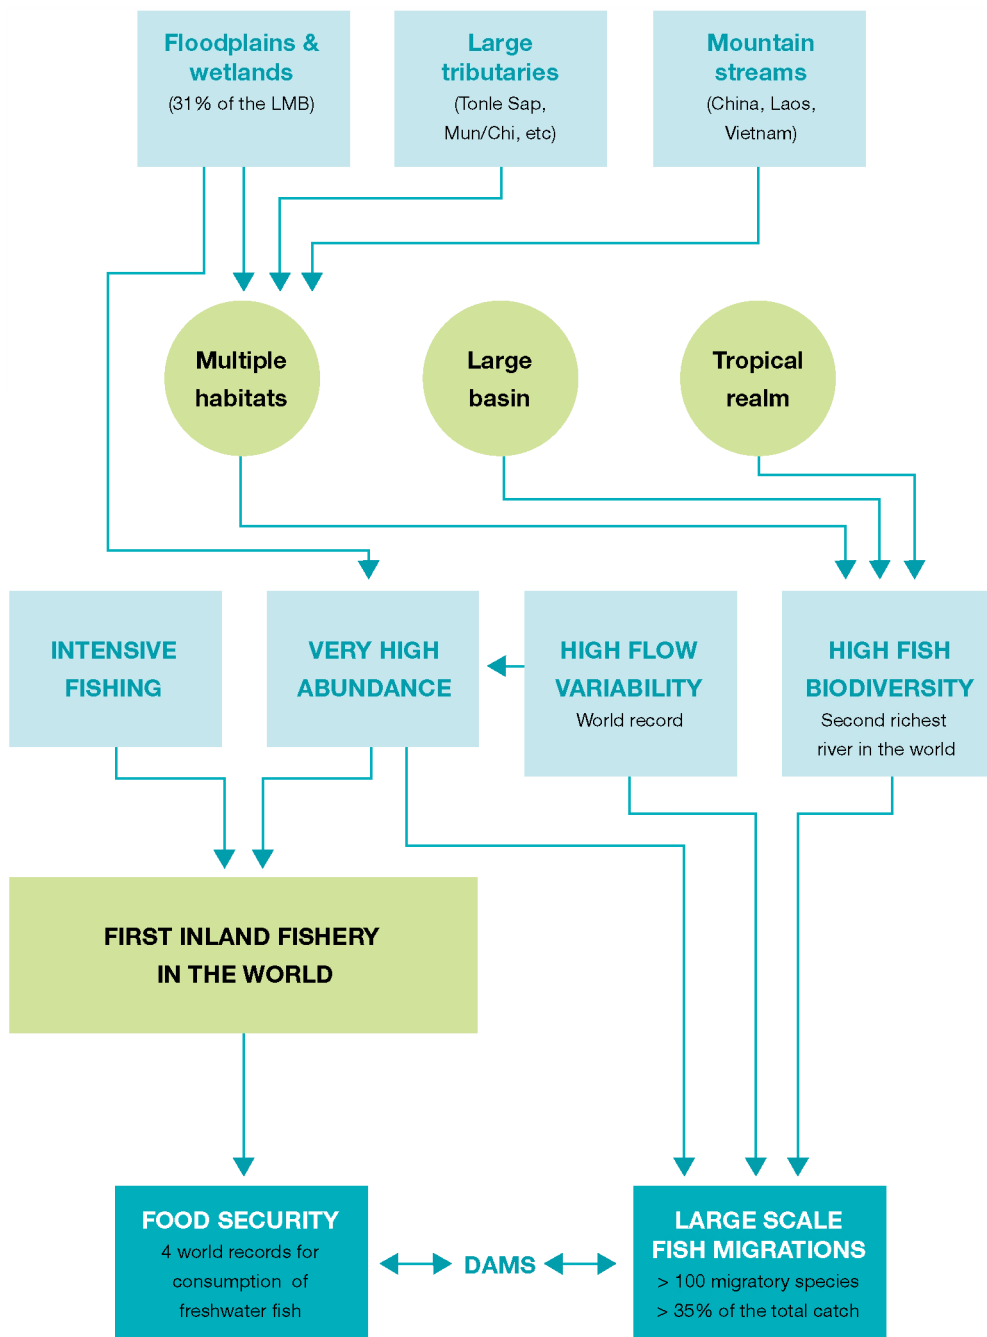 Floodplains &
wetlands
(31% of the LMB)
Large
tributaries
(Tonle Sap,
Mun/Chi, etc)
Mountain
streams
(China, Laos,
Vietnam)
Multiple
habitats
Large
basin
Tropical
realm
INTENSIVE
FISHING
VERY HIGH
ABUNDANCE
HIGH FLOW
VARIABILITY
World record
HIGH FISH
BIODIVERSITY
Second richest
river in the world
FIRST INLAND FISHERY
IN THE WORLD
FOOD SECURITY
4 world records for
consumption of
freshwater fish
DAMS
LARGE SCALE
FISH MIGRATIONS
> 100 migratory species
> 35% of the total catch